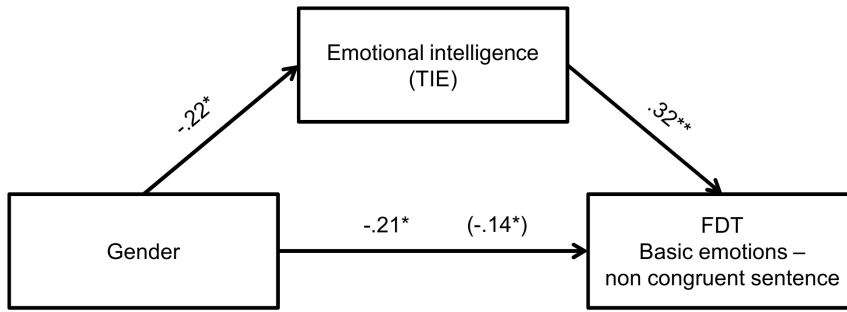 Emotional intelligence
(TIE)
-.22*
.32**
Gender
-.21*
(-.14*)
FDT
Basic emotions –
non congruent sentence